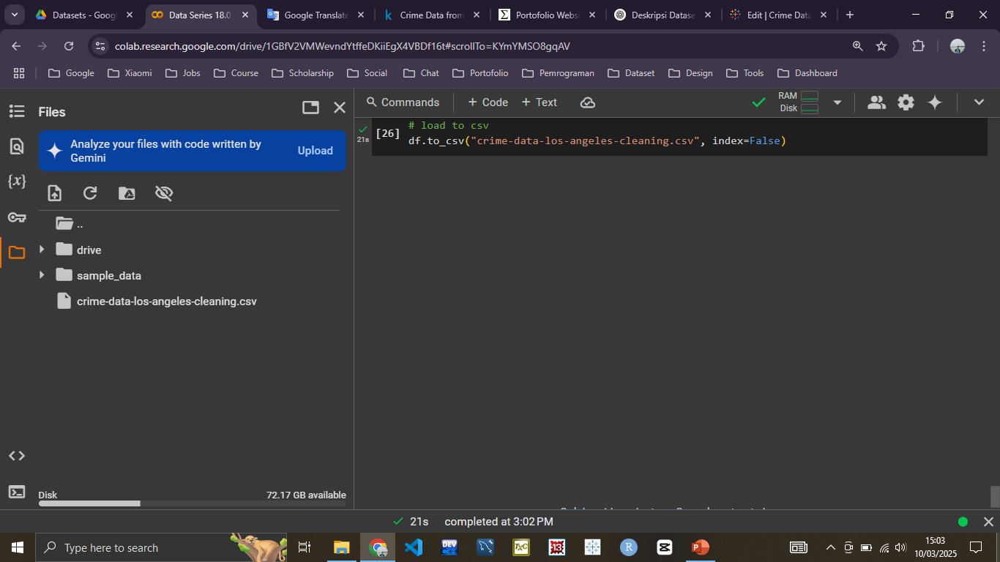 Datasets - Goog
Data Series 18.0
Google Translate
Crime Data from
Portofolio Webs
Deskripsi Datase
Edit | Crime Data
colab.research.google.com/drive/1GBfV2VMWevndYtffeDKiiEgX4VBDf16t#scrollTo=KYmYMSO8gqAV
Google
Xiaomi
Jobs
Course
Scholarship
Social
Chat
Portofolio
Pemrograman
Dataset
Design
Tools
Dashboard
Files
Commands
+ Code
+ Text
RAM
Disk
Analyze your files with code written by
Gemini
Upload
{x}
..
drive
sample_data
crime-data-los-angeles-cleaning.csv
Disk
72.17 GB available
[26]
21s
# load to csv
df.to_csv("crime-data-los-angeles-cleaning.csv", index=False)
21s completed at 3:02 PM
Type here to search
DEV
TXC
R
15:03
10/03/2025